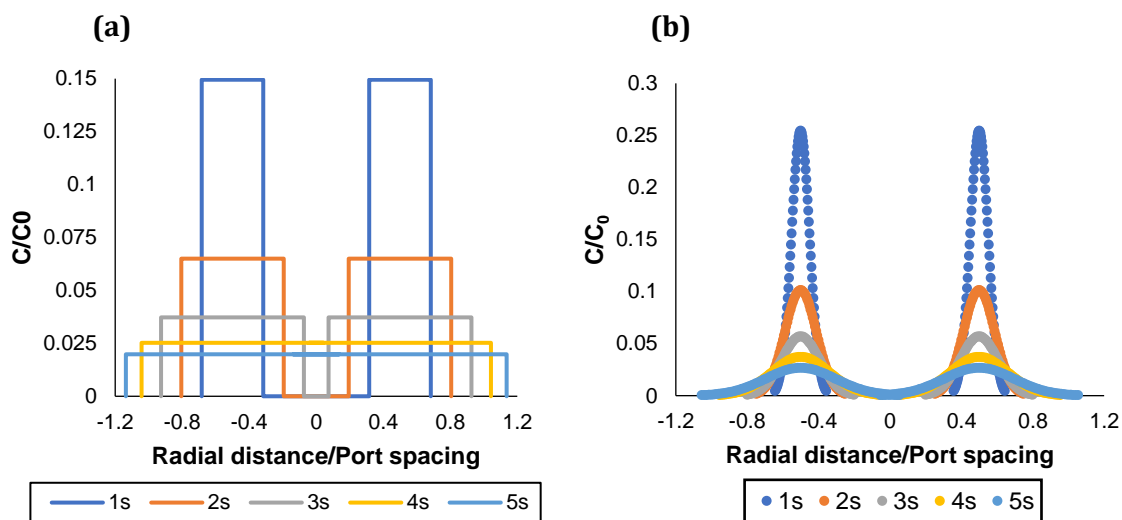 (a)
0.15
0.125
0.1
0.075
0.05
0.025
0
C/C0
-1.2 -0.8 -0.4 0 0.4 0.8 1.2
Radial distance/Port spacing
1s 2s 3s 4s 5s
(b)
0.3
0.25
0.2
0.15
0.1
0.05
0
C/C₀
-1.2 -0.8 -0.4 0 0.4 0.8 1.2
Radial distance/Port spacing
1s 2s 3s 4s 5s